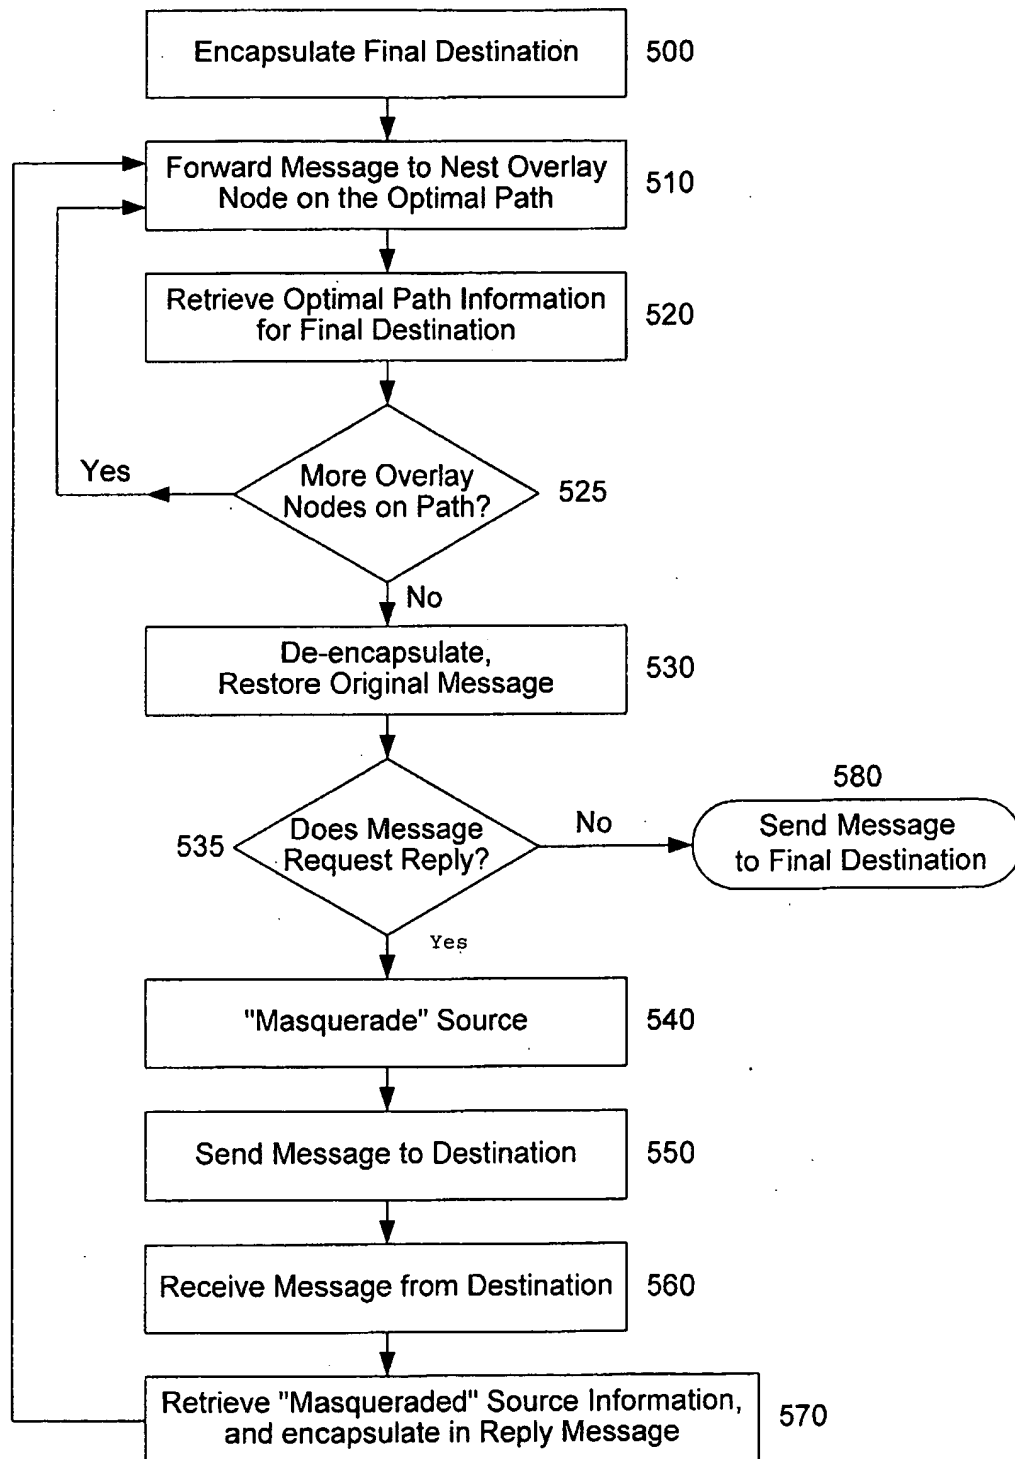 Encapsulate Final Destination
500
Forward Message to Nest Overlay
Node on the Optimal Path
510
Retrieve Optimal Path Information
for Final Destination
520
More Overlay
Nodes on Path?
525
Yes
No
De-encapsulate,
Restore Original Message
530
Does Message
Request Reply?
535
No
580
Send Message
to Final Destination
Yes
"Masquerade" Source
540
Send Message to Destination
550
Receive Message from Destination
560
Retrieve "Masqueraded" Source Information,
and encapsulate in Reply Message
570